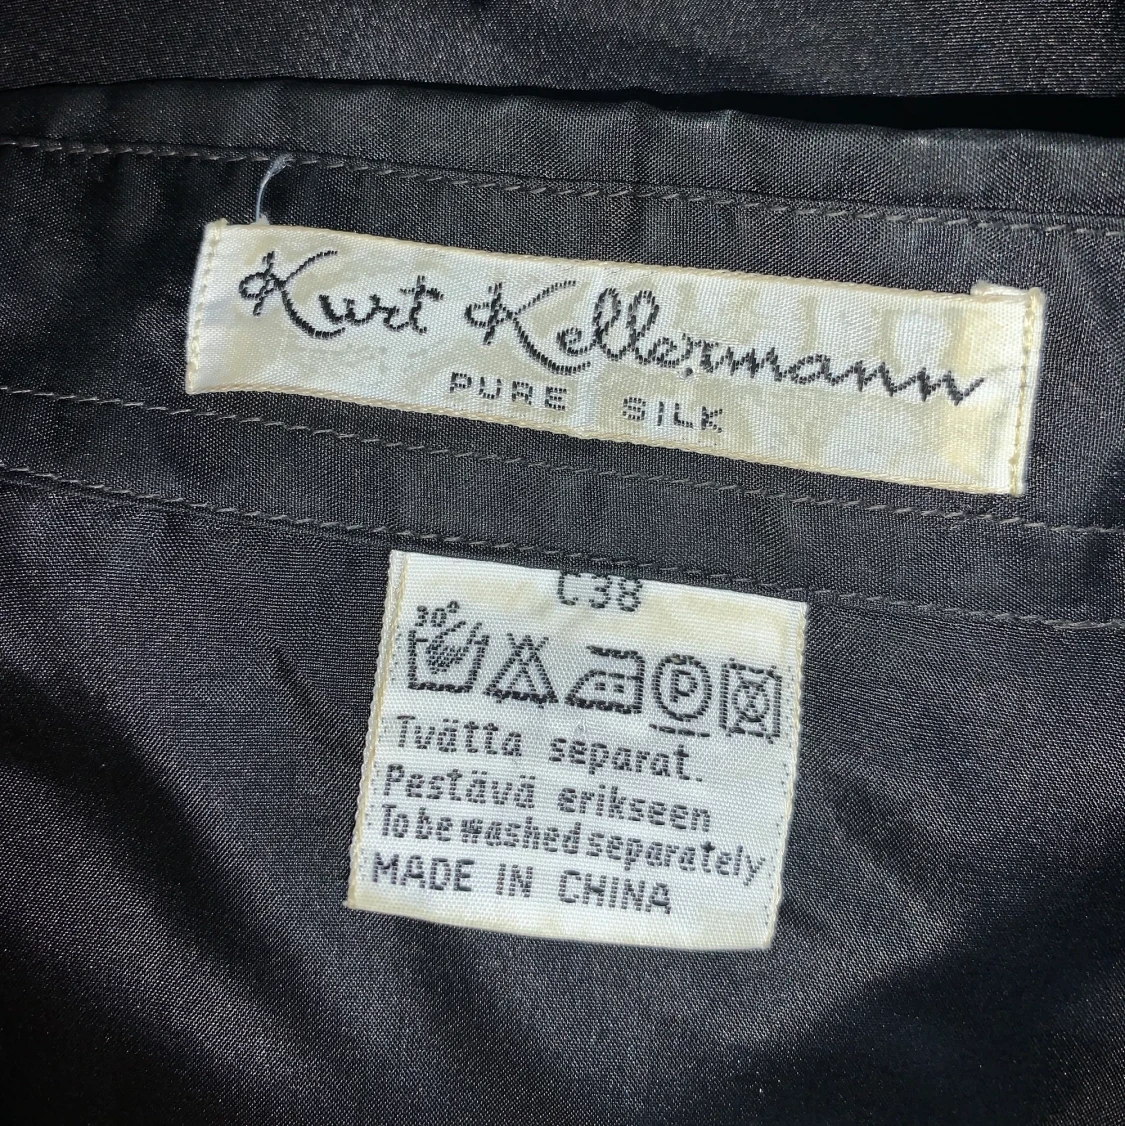 Kurt Kellermann
PURE SILK
C38
30°
P
Tvätta separat.
Pestävä erikseen
To be washed separately
MADE IN CHINA